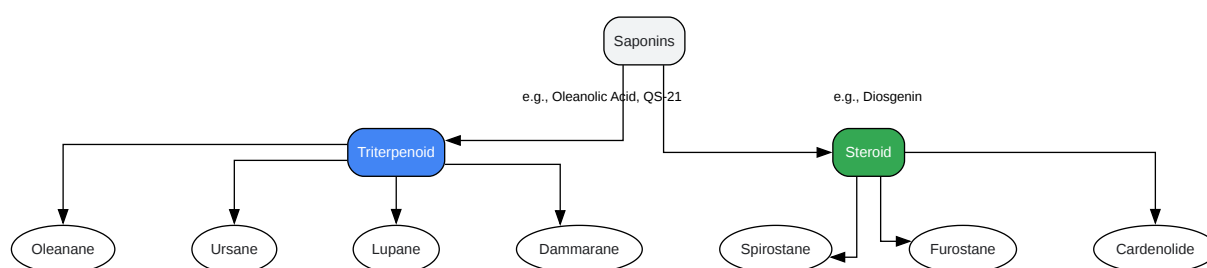 Saponins
e.g., Oleanolic Acid, QS-21
e.g., Diosgenin
Triterpenoid
Steroid
Oleanane
Ursane
Lupane
Dammarane
Spirostane
Furostane
Cardenolide